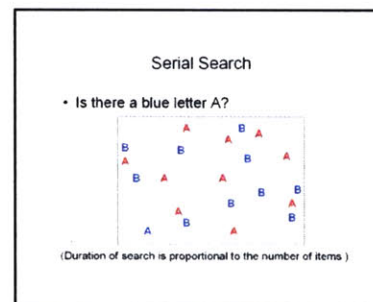 Serial Search
• Is there a blue letter A?
A B A
A
B B B A
A
B A A
B B
B A
A B
B
A A
(Duration of search is proportional to the number of items )